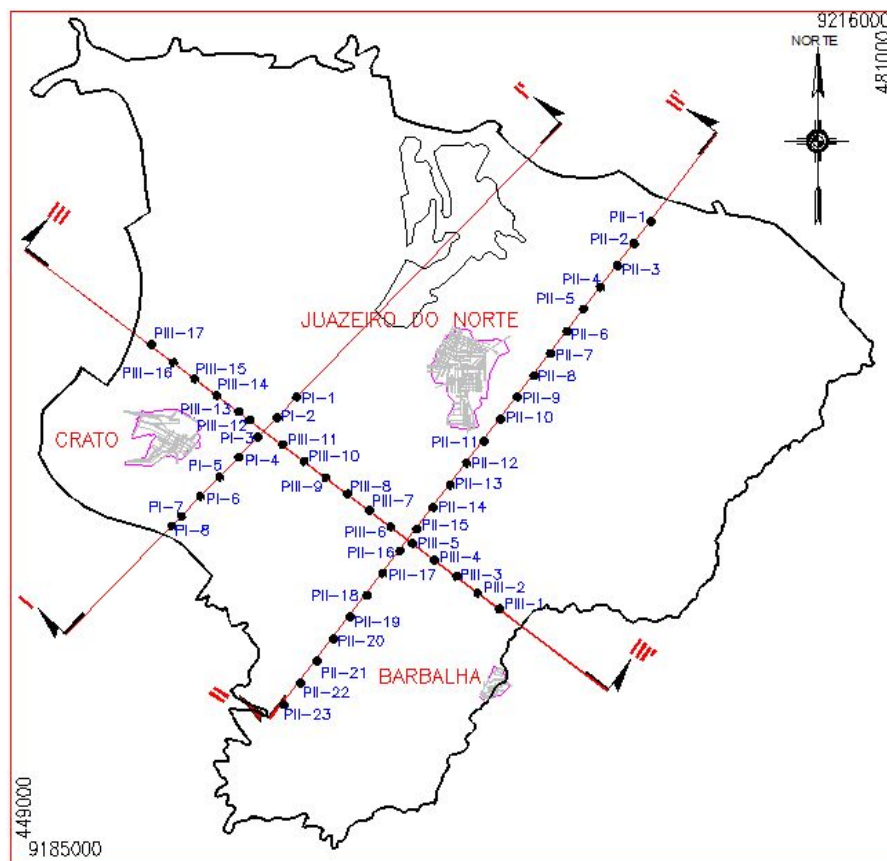 9216000
NORTE
481000
I'
II'
III
PII-1
PII-2
PII-3
PII-4
PII-5
JUAZEIRO DO NORTE
PII-6
PIII-17
PII-7
PIII-16
PIII-15
PII-8
PIII-14
PI-1
PII-9
PIII-13
PI-2
PII-10
PIII-12
CRATO
PI-3
PIII-11
PII-11
PI-4
PIII-10
PII-12
PI-5
PIII-9
PII-13
PI-6
PIII-8
PI-7
PIII-7
PII-14
PI-8
PIII-6
PII-15
PII-16
PIII-5
PIII-4
PII-17
PIII-3
PII-18
PIII-2
I
PIII-1
PII-19
PII-20
III'
PII-21
BARBALHA
II
PII-22
PII-23
449000
9185000